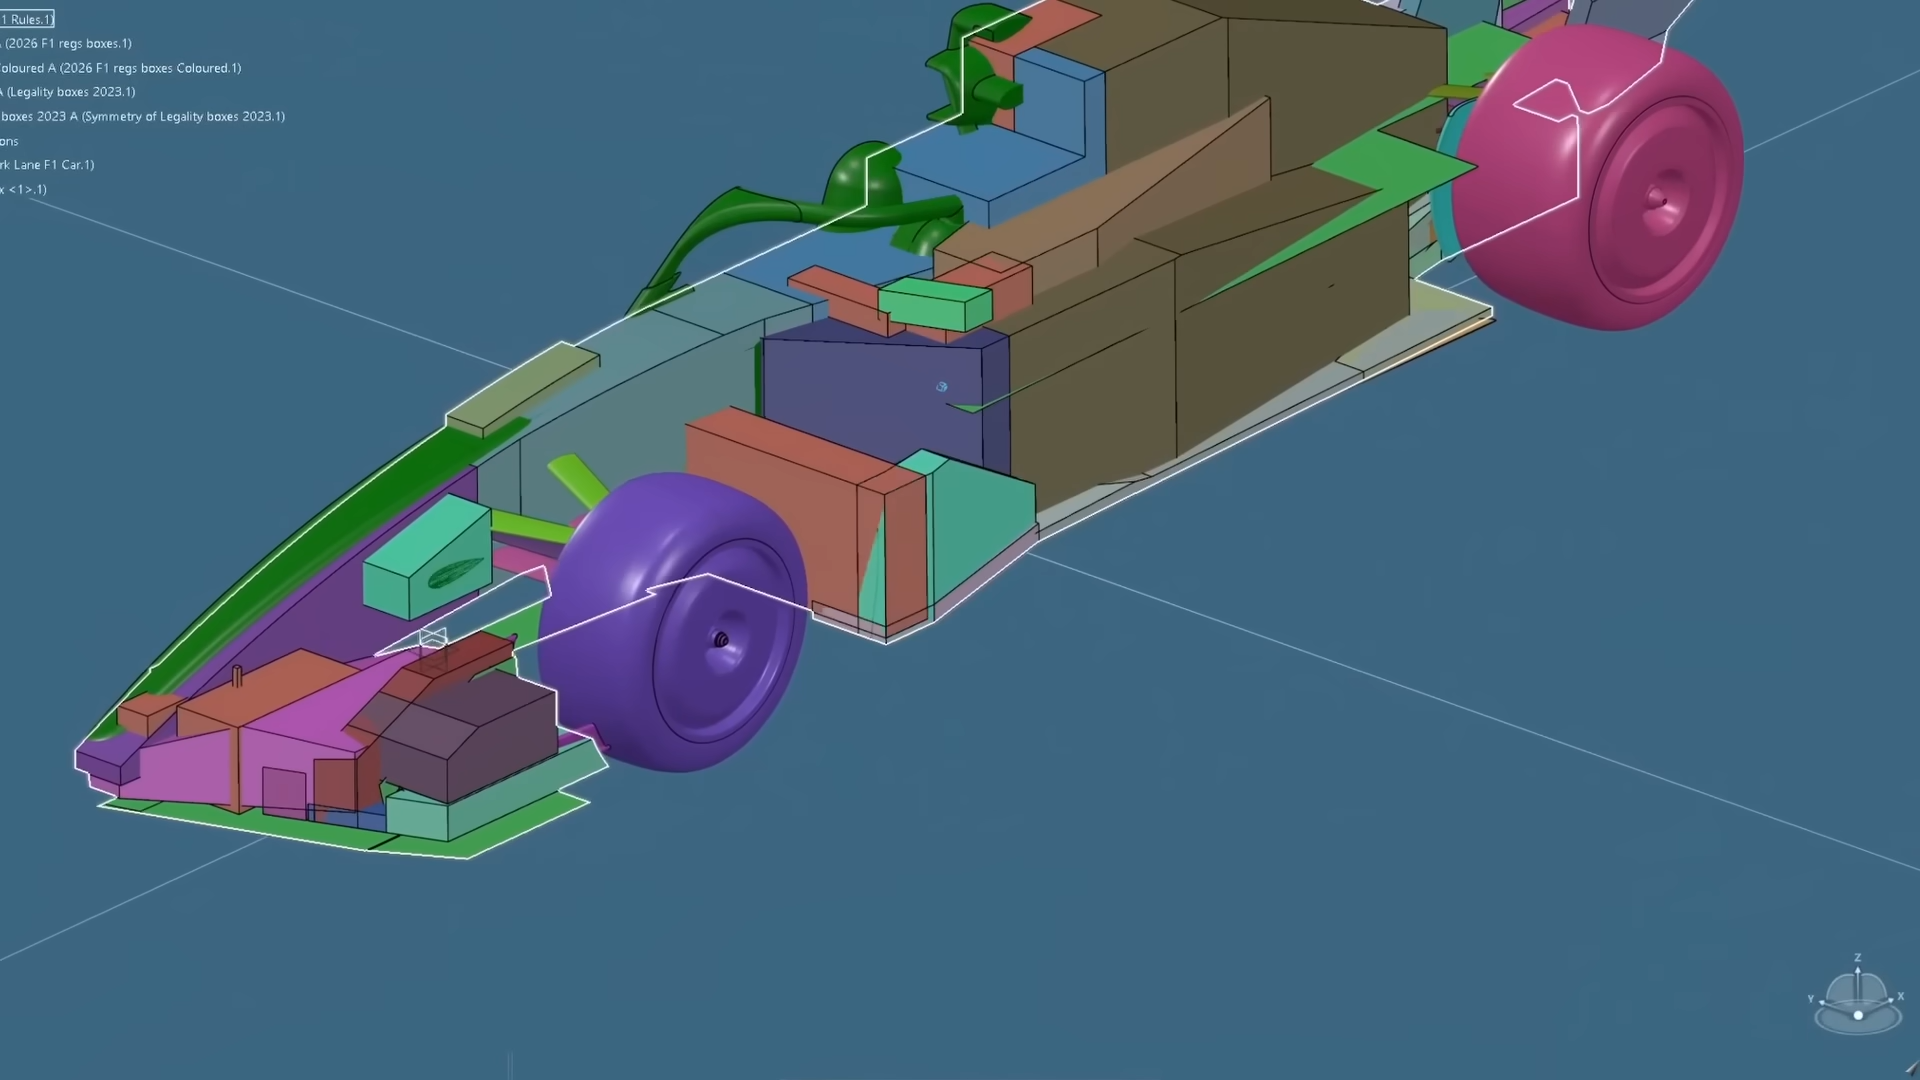 1 Rules.1)
(2026 F1 regs boxes.1)
Coloured A (2026 F1 regs boxes Coloured.1)
A (Legality boxes 2023.1)
boxes 2023 A (Symmetry of Legality boxes 2023.1)
ons
rk Lane F1 Car.1)
x <1>.1)
Z
Y X